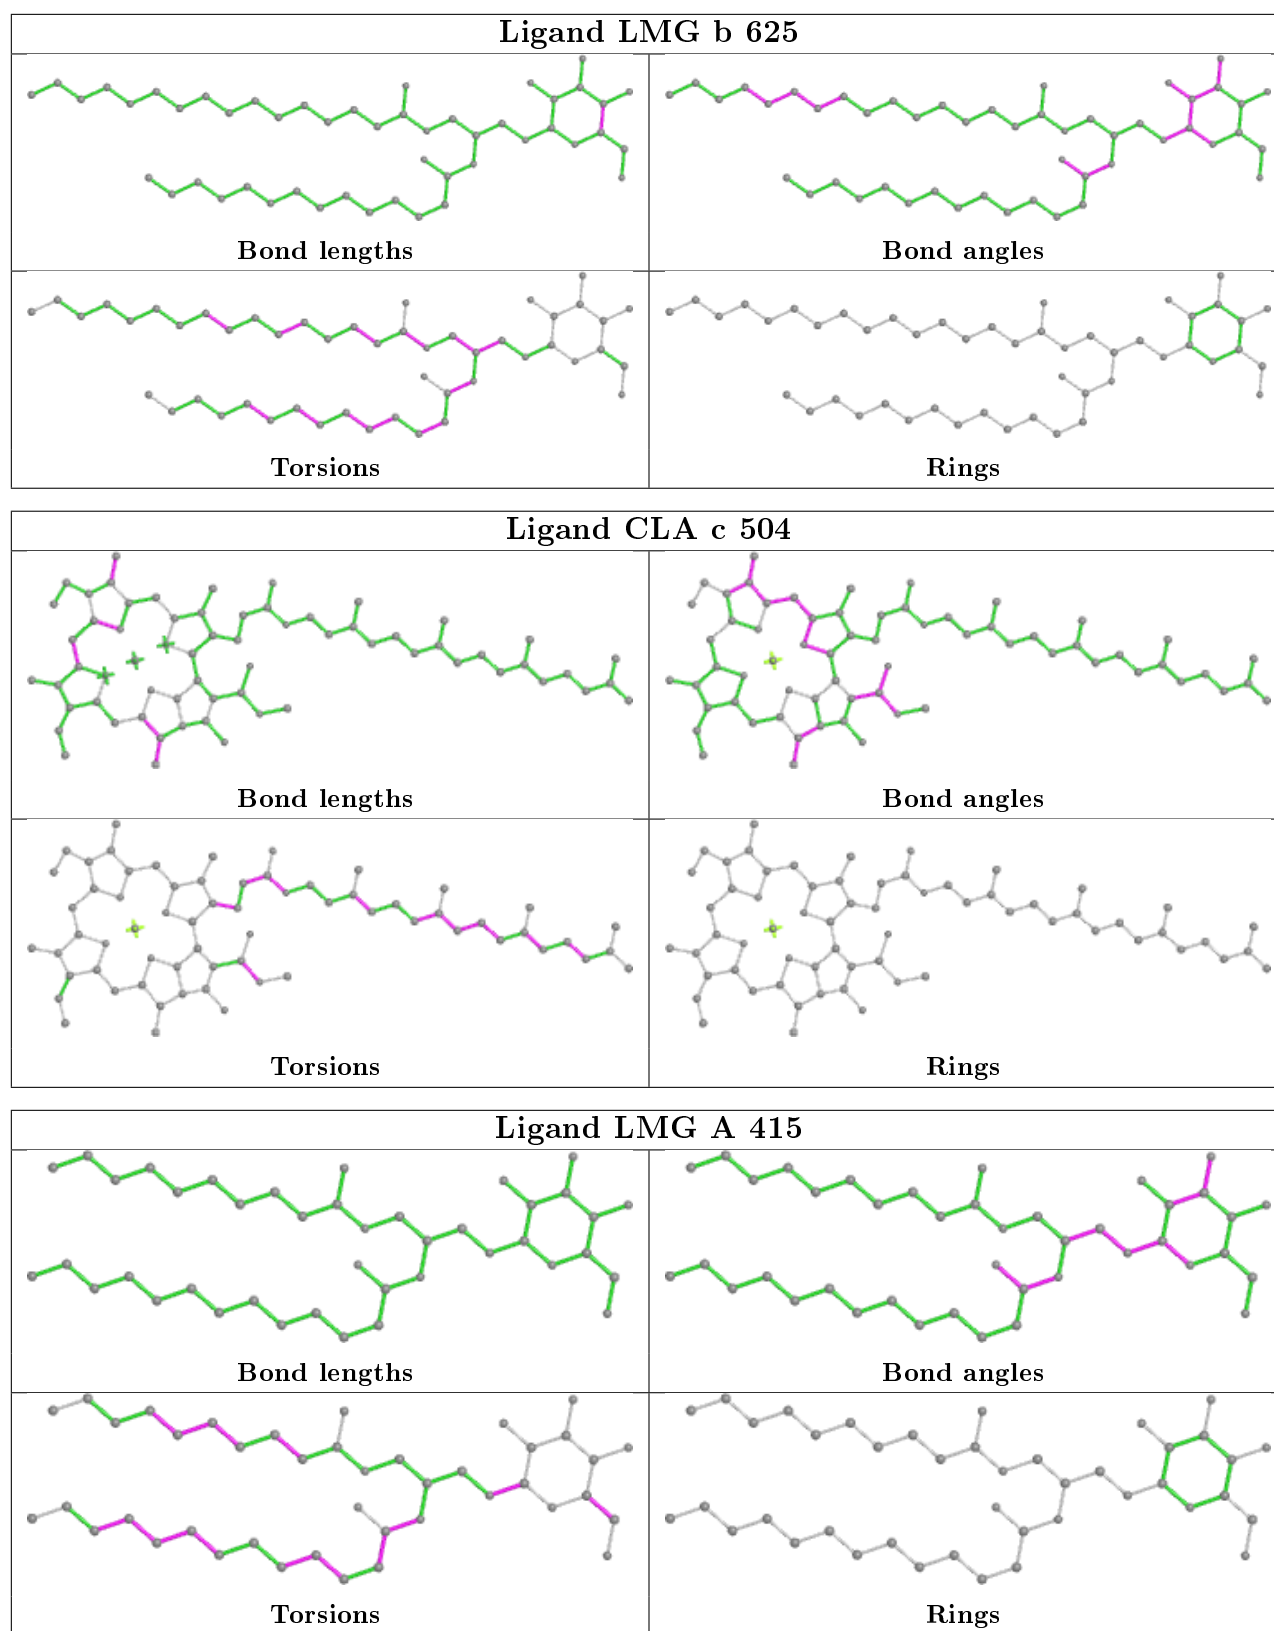 Ligand LMG b 625
Bond lengths
Bond angles
Torsions
Rings
Ligand CLA c 504
Bond lengths
Bond angles
Torsions
Rings
Ligand LMG A 415
Bond lengths
Bond angles
Torsions
Rings